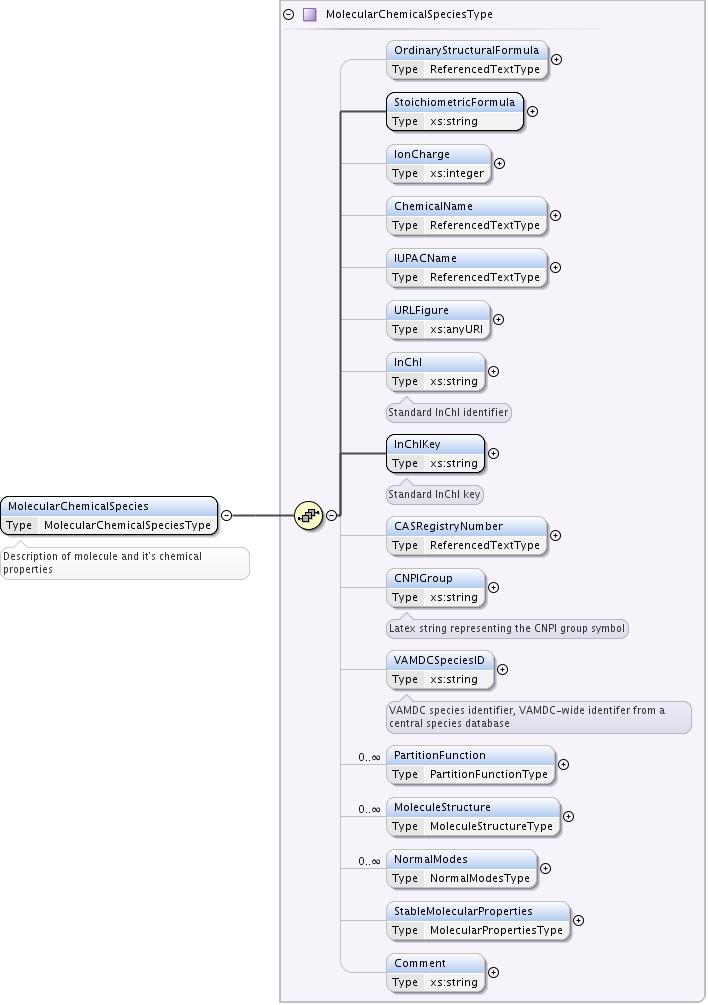 MolecularChemicalSpeciesType
OrdinaryStructuralFormula
Type ReferencedTextType
StoichiometricFormula
Type xs:string
IonCharge
Type xs:integer
ChemicalName
Type ReferencedTextType
IUPACName
Type ReferencedTextType
URLFigure
Type xs:anyURI
InChI
Type xs:string
Standard InChI identifier
InChIKey
Type xs:string
Standard InChI key
MolecularChemicalSpecies
Type MolecularChemicalSpeciesType
Description of molecule and it's chemical
properties
CASRegistryNumber
Type ReferencedTextType
CNPIGroup
Type xs:string
Latex string representing the CNPI group symbol
VAMDCSpeciesID
Type xs:string
VAMDC species identifier, VAMDC-wide identifer from a
central species database
0..∞
PartitionFunction
Type PartitionFunctionType
0..∞
MoleculeStructure
Type MoleculeStructureType
0..∞
NormalModes
Type NormalModesType
StableMolecularProperties
Type MolecularPropertiesType
Comment
Type xs:string